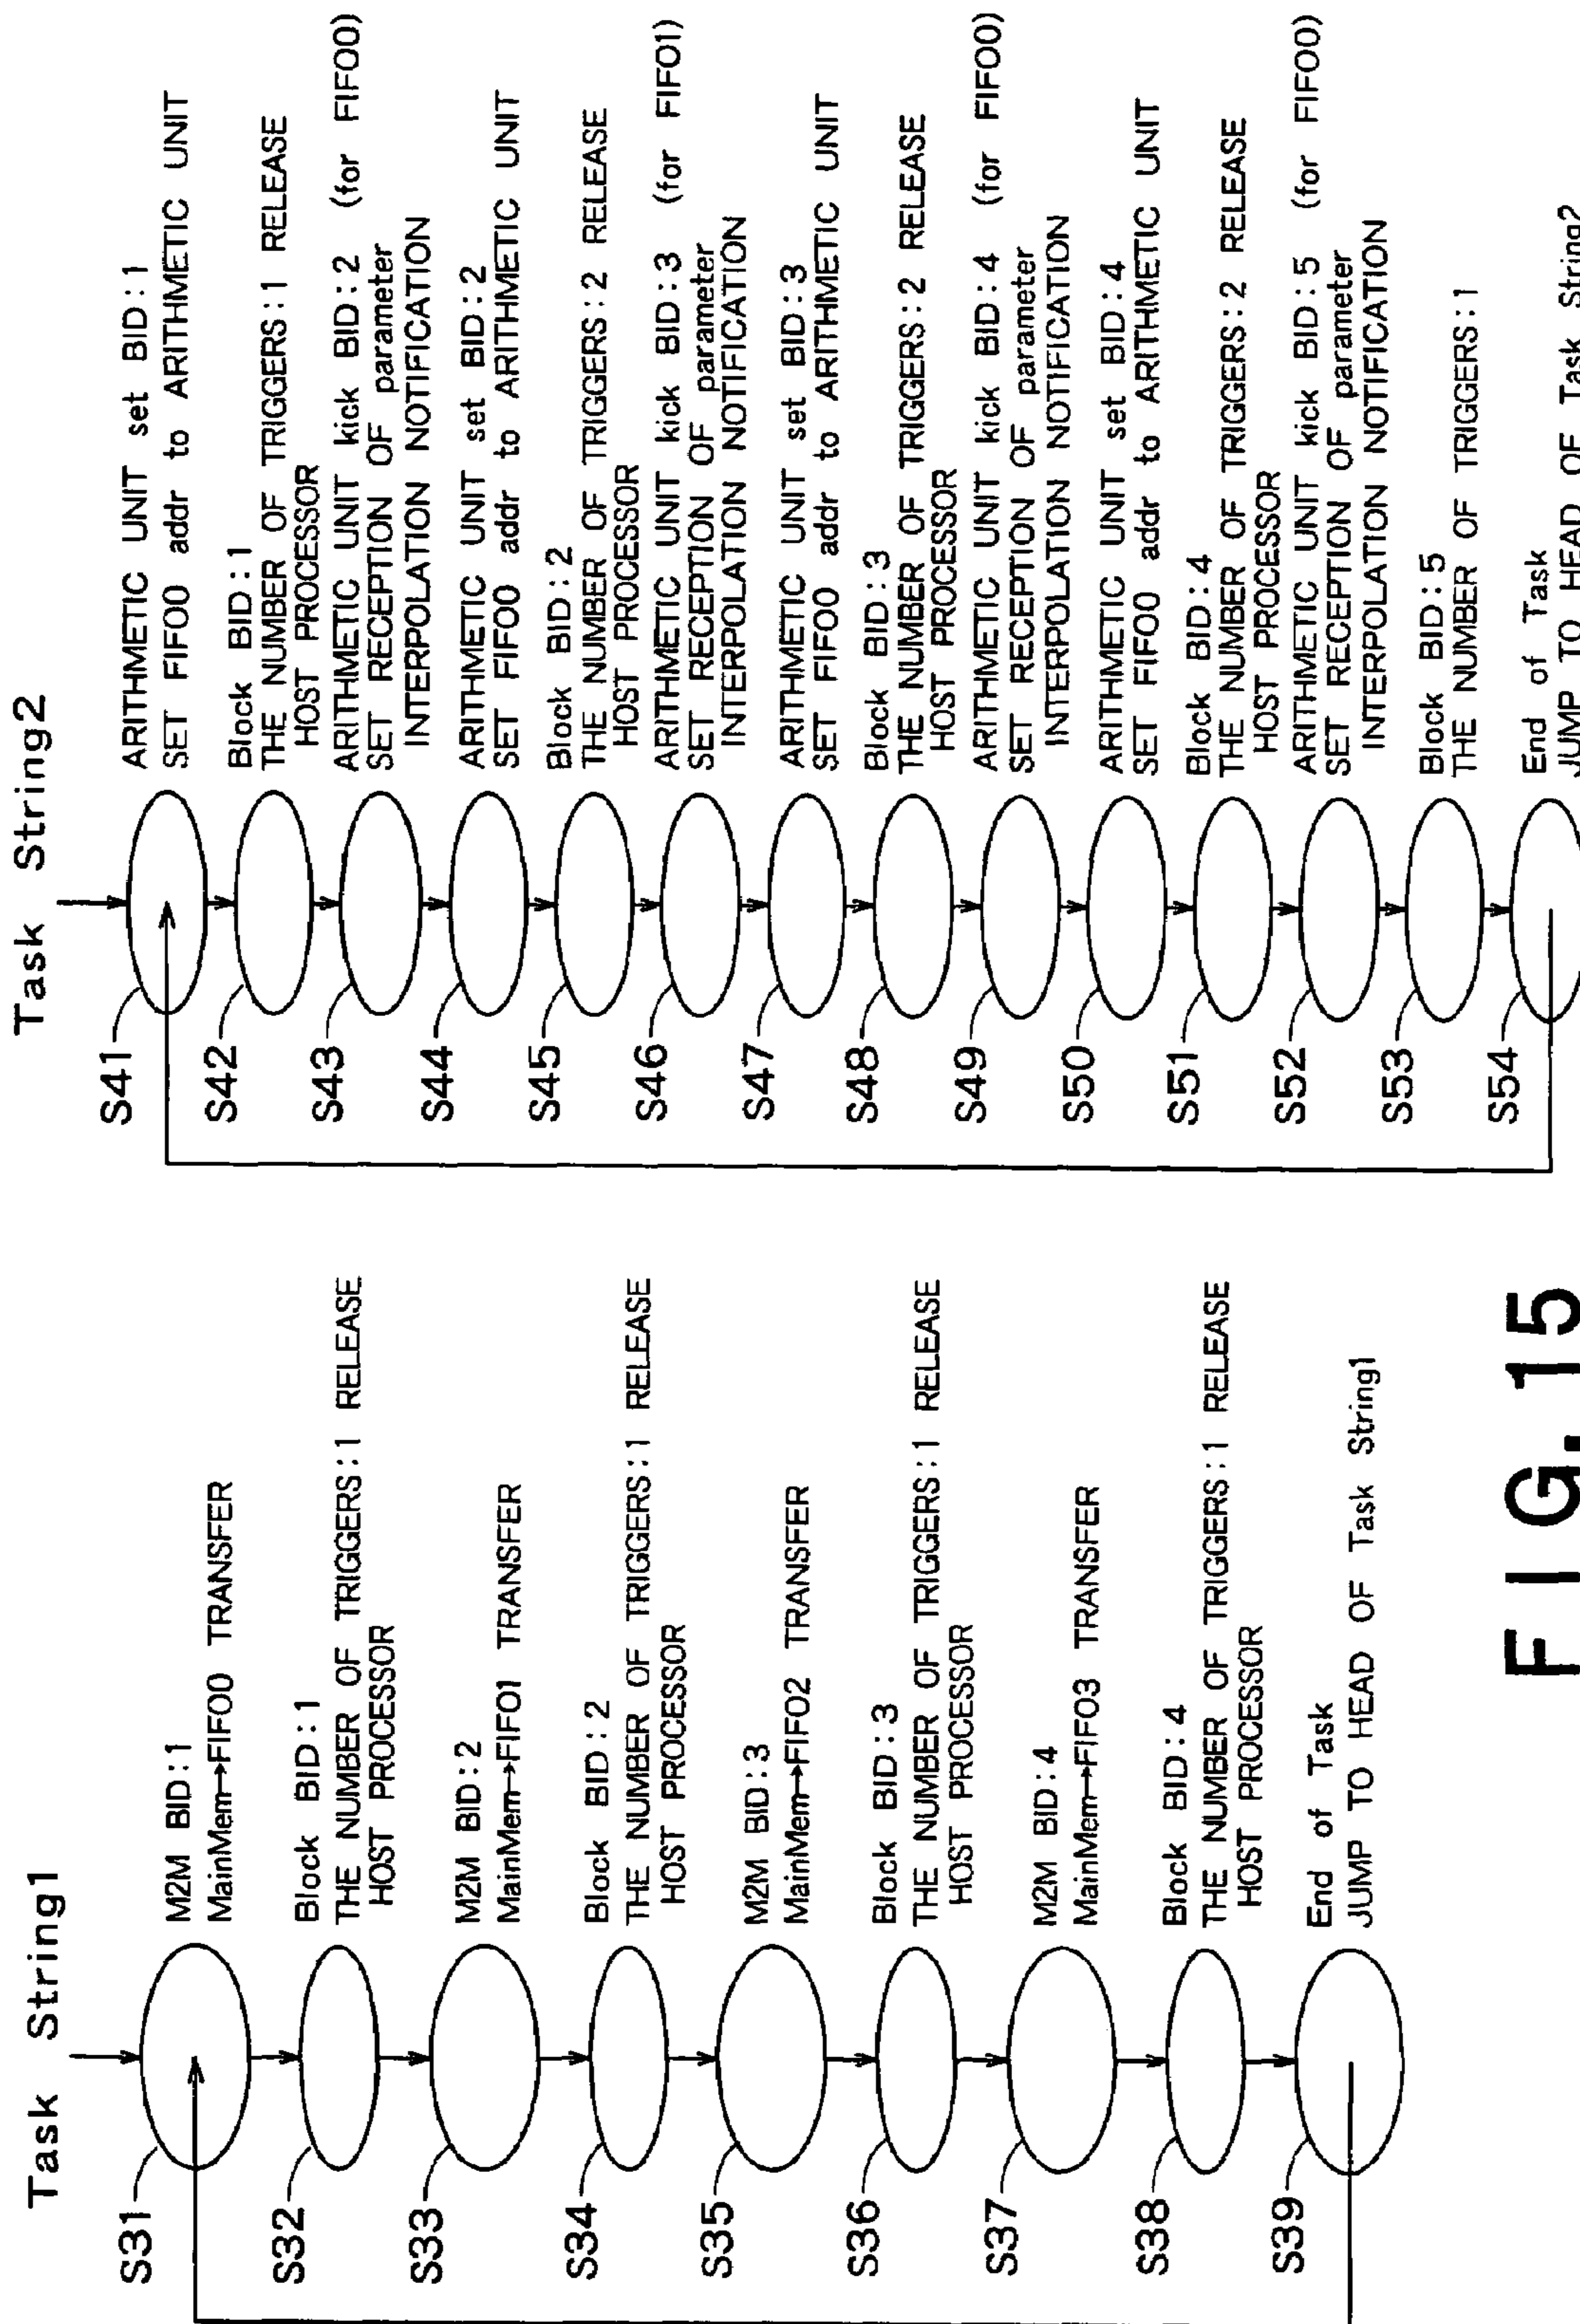 Task String1
S31
M2M BID:1
MainMem→FIFO0 TRANSFER
S32
Block BID:1
THE NUMBER OF TRIGGERS:1 RELEASE
HOST PROCESSOR
S33
M2M BID:2
MainMem→FIFO1 TRANSFER
S34
Block BID:2
THE NUMBER OF TRIGGERS:1 RELEASE
HOST PROCESSOR
S35
M2M BID:3
MainMem→FIFO2 TRANSFER
S36
Block BID:3
THE NUMBER OF TRIGGERS:1 RELEASE
HOST PROCESSOR
S37
M2M BID:4
MainMem→FIFO3 TRANSFER
S38
Block BID:4
THE NUMBER OF TRIGGERS:1 RELEASE
HOST PROCESSOR
S39
End of Task
JUMP TO HEAD OF Task String1
Task String2
S41
ARITHMETIC UNIT set BID:1
SET FIFO0 addr to ARITHMETIC UNIT
S42
Block BID:1
THE NUMBER OF TRIGGERS:1 RELEASE
HOST PROCESSOR
S43
ARITHMETIC UNIT kick BID:2 (for FIFO0)
SET RECEPTION OF parameter
INTERPOLATION NOTIFICATION
S44
ARITHMETIC UNIT set BID:2
SET FIFO0 addr to ARITHMETIC UNIT
S45
Block BID:2
THE NUMBER OF TRIGGERS:2 RELEASE
HOST PROCESSOR
S46
ARITHMETIC UNIT kick BID:3 (for FIFO1)
SET RECEPTION OF parameter
INTERPOLATION NOTIFICATION
S47
ARITHMETIC UNIT set BID:3
SET FIFO0 addr to ARITHMETIC UNIT
S48
Block BID:3
THE NUMBER OF TRIGGERS:2 RELEASE
HOST PROCESSOR
S49
ARITHMETIC UNIT kick BID:4 (for FIFO0)
SET RECEPTION OF parameter
INTERPOLATION NOTIFICATION
S50
ARITHMETIC UNIT set BID:4
SET FIFO0 addr to ARITHMETIC UNIT
S51
Block BID:4
THE NUMBER OF TRIGGERS:2 RELEASE
HOST PROCESSOR
S52
ARITHMETIC UNIT kick BID:5 (for FIFO0)
SET RECEPTION OF parameter
INTERPOLATION NOTIFICATION
S53
Block BID:5
THE NUMBER OF TRIGGERS:1
S54
End of Task
JUMP TO HEAD OF Task String2
FIG. 15